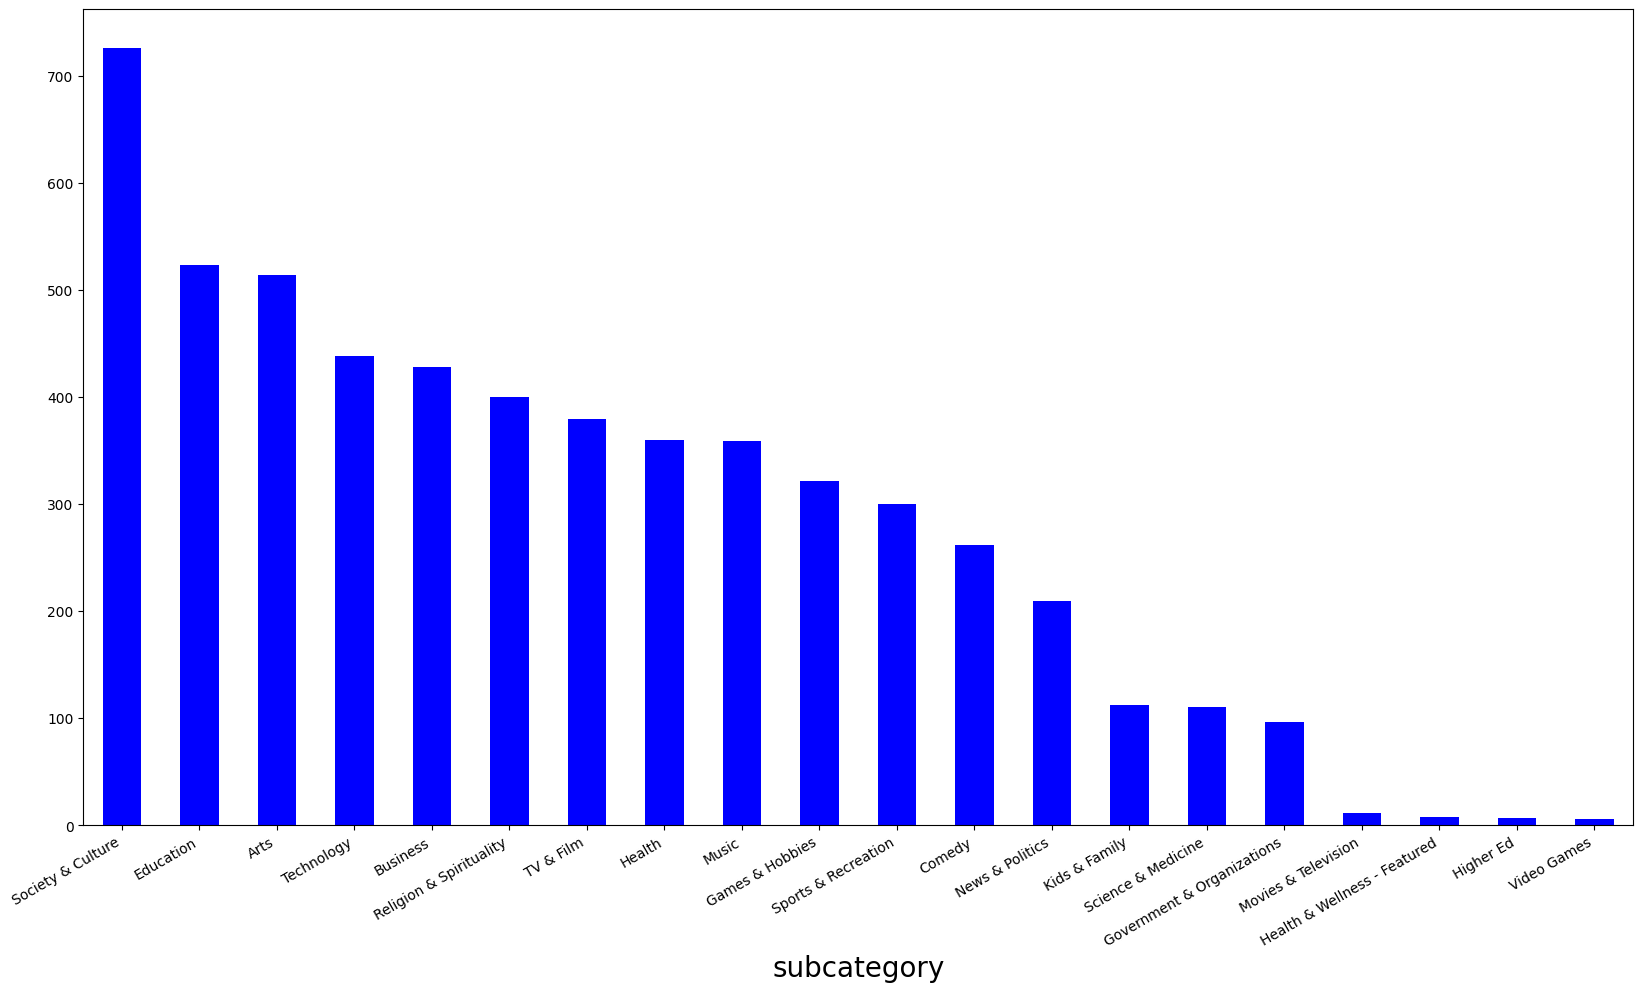 700
600
500
400
300
200
100
0
Society & Culture
Education
Arts
Technology
Business
Religion & Spirituality
TV & Film
Health
Music
Games & Hobbies
Sports & Recreation
Comedy
News & Politics
Kids & Family
Science & Medicine
Government & Organizations
Movies & Television
Health & Wellness - Featured
Higher Ed
Video Games
subcategory